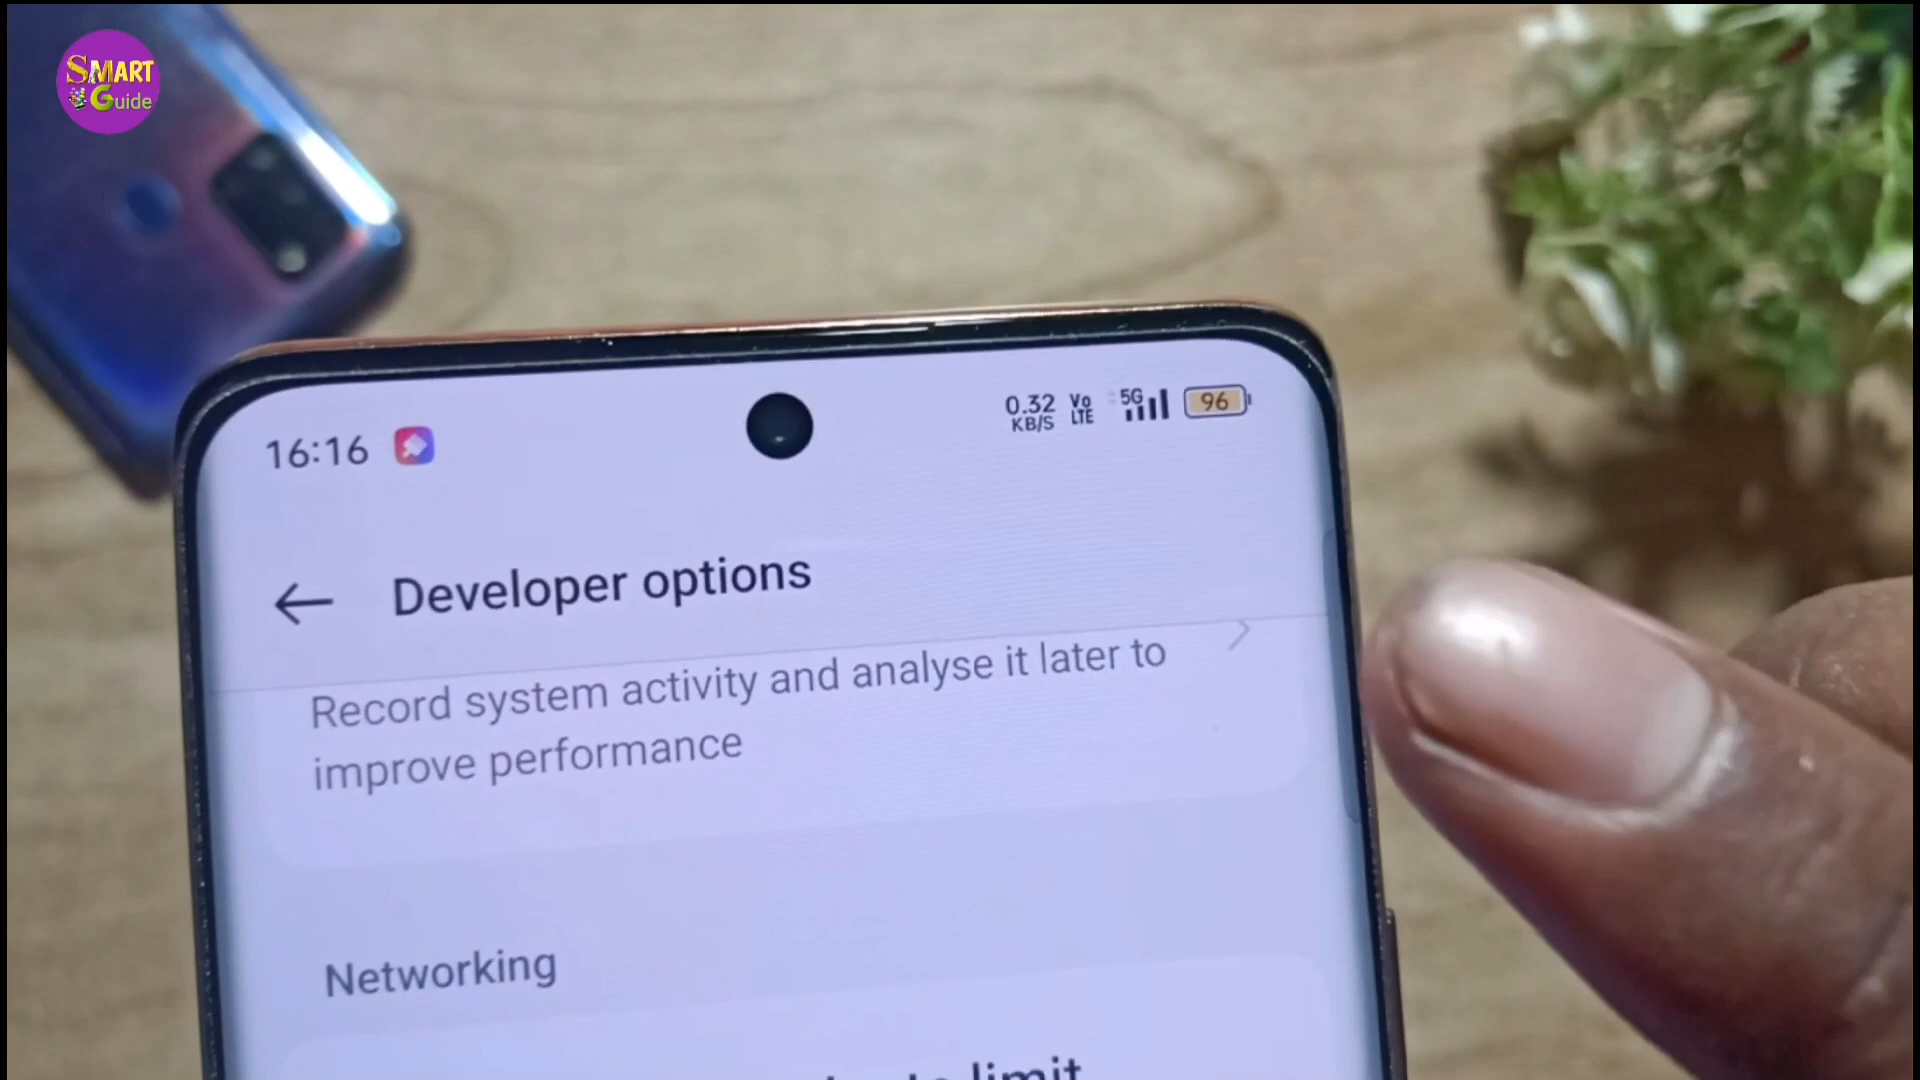 SMART
Guide
16:16
0.32
KB/S
Vo
LTE
5G
96
Developer options
Record system activity and analyse it later to
improve performance
Networking
limit